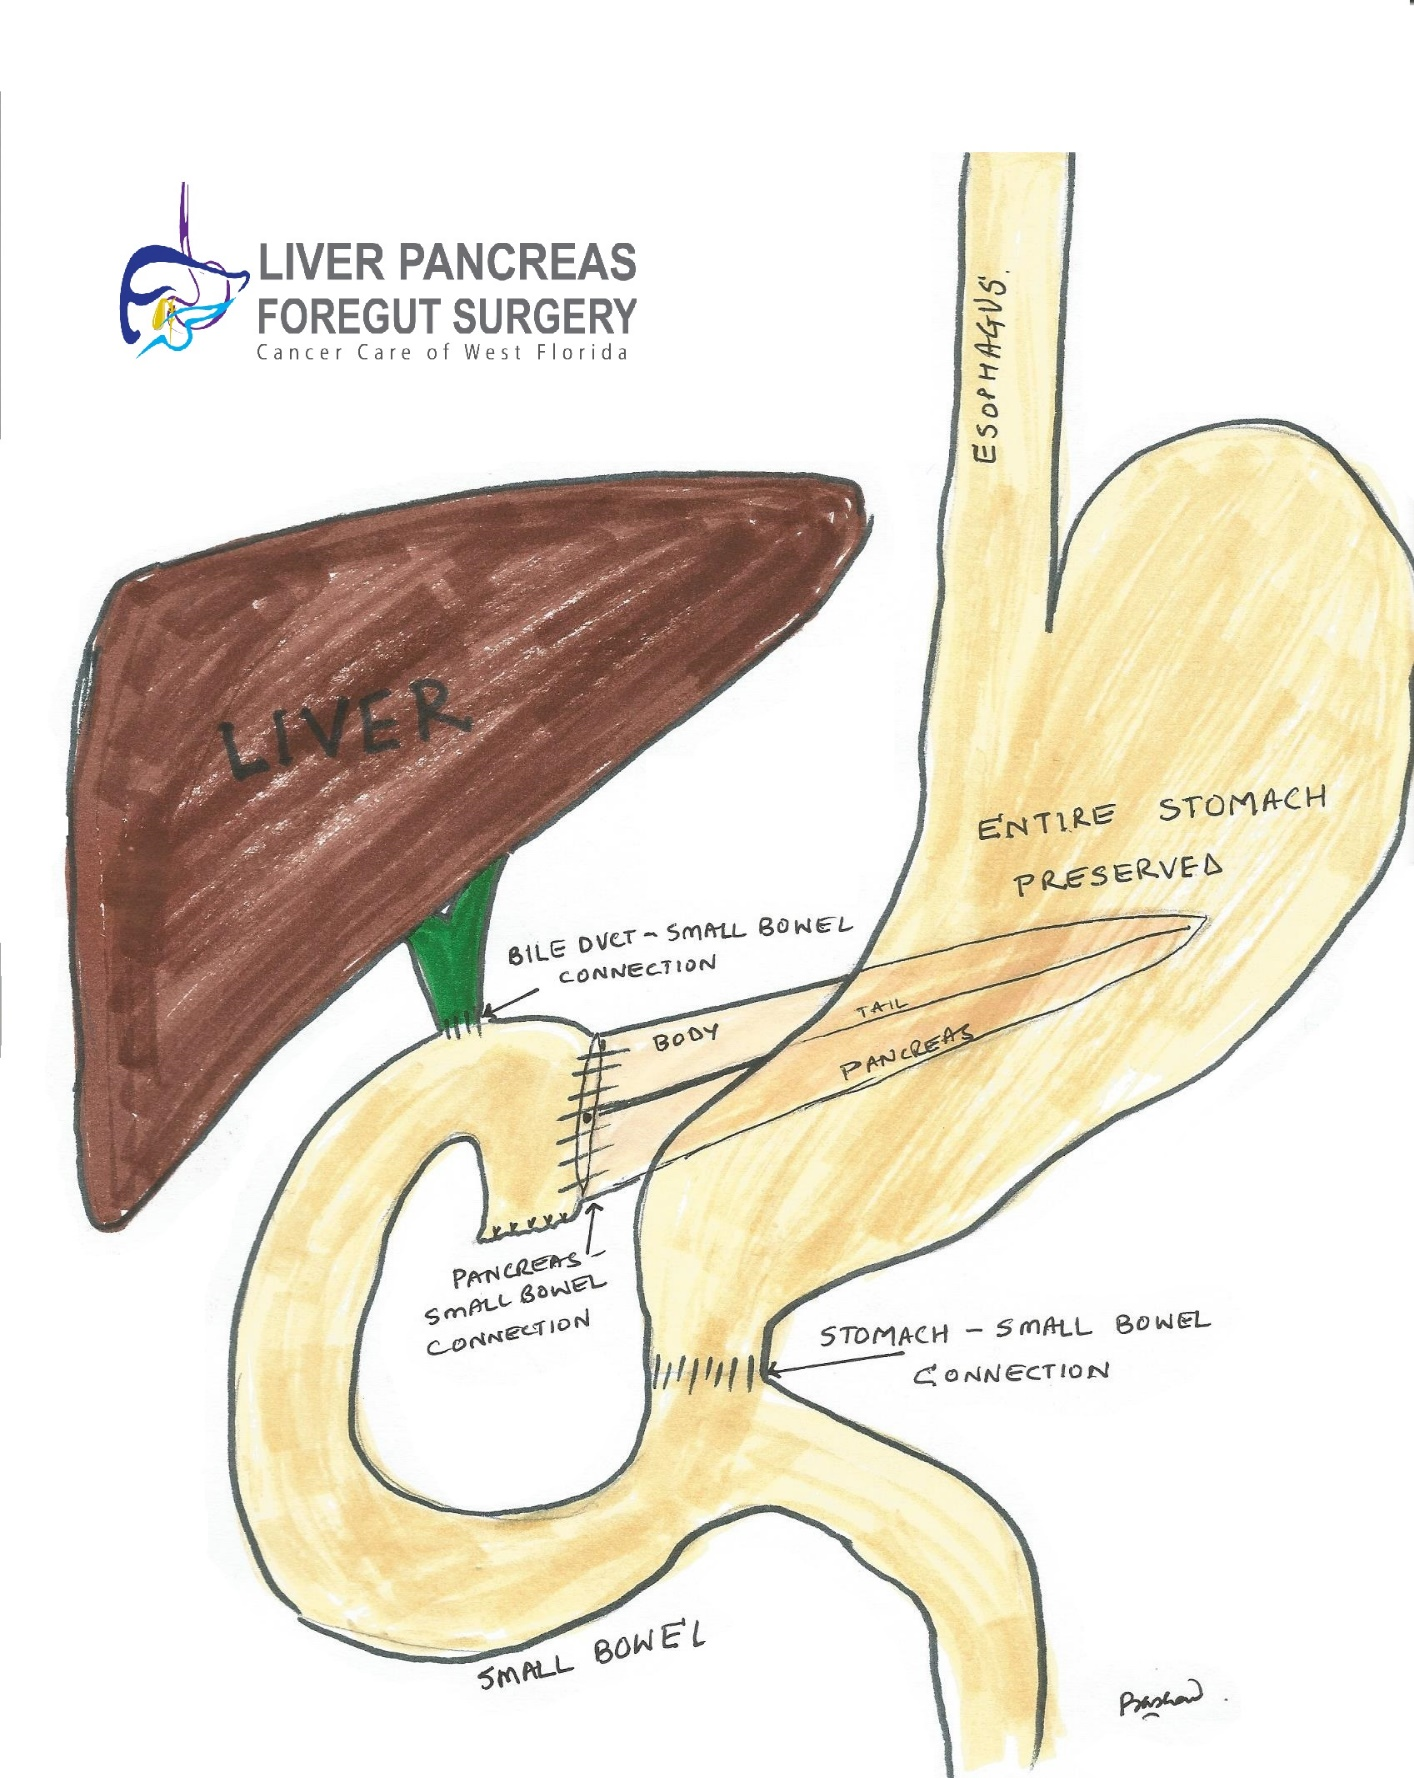 LIVER PANCREAS
FOREGUT SURGERY
Cancer Care of West Florida
ESOPHAGUS.
LIVER
ENTIRE STOMACH
PRESERVED
BILE DUCT - SMALL BOWEL
CONNECTION
BODY
TAIL
PANCREAS
PANCREAS -
SMALL BOWEL
CONNECTION
STOMACH - SMALL BOWEL
CONNECTION
SMALL BOWEL